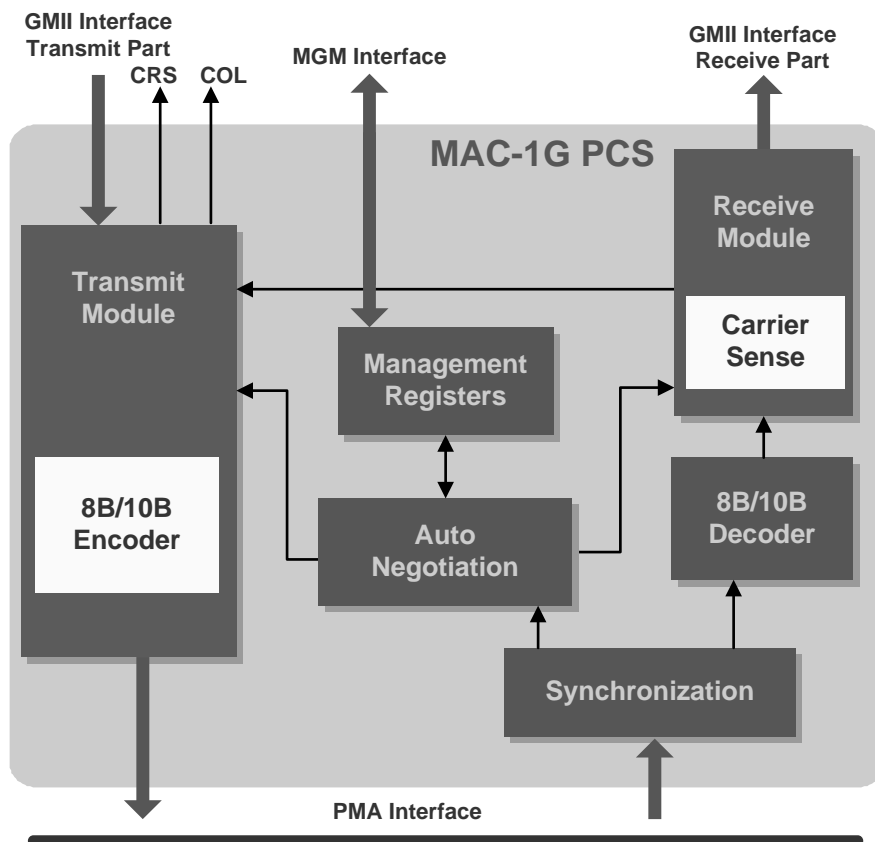 GMII Interface
Transmit Part
CRS
COL
MGM Interface
GMII Interface
Receive Part
MAC-1G PCS
Transmit
Module
Receive
Module
Carrier
Sense
Management
Registers
8B/10B
Encoder
Auto
Negotiation
8B/10B
Decoder
Synchronization
PMA Interface